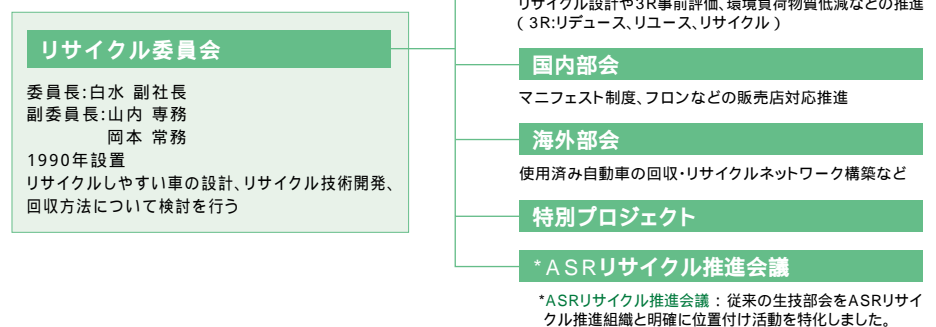 リサイクル設計や3R事前評価、環境負荷物質低減などの推進
(3R:リデュース、リユース、リサイクル)
リサイクル委員会
委員長:白水 副社長
副委員長:山内 専務
岡本 常務
1990年設置
リサイクルしやすい車の設計、リサイクル技術開発、
回収方法について検討を行う
国内部会
マニフェスト制度、フロンなどの販売店対応推進
海外部会
使用済み自動車の回収・リサイクルネットワーク構築など
特別プロジェクト
*ASRリサイクル推進会議
*ASRリサイクル推進会議:従来の生技部会をASRリサイ
クル推進組織と明確に位置付け活動を特化しました。